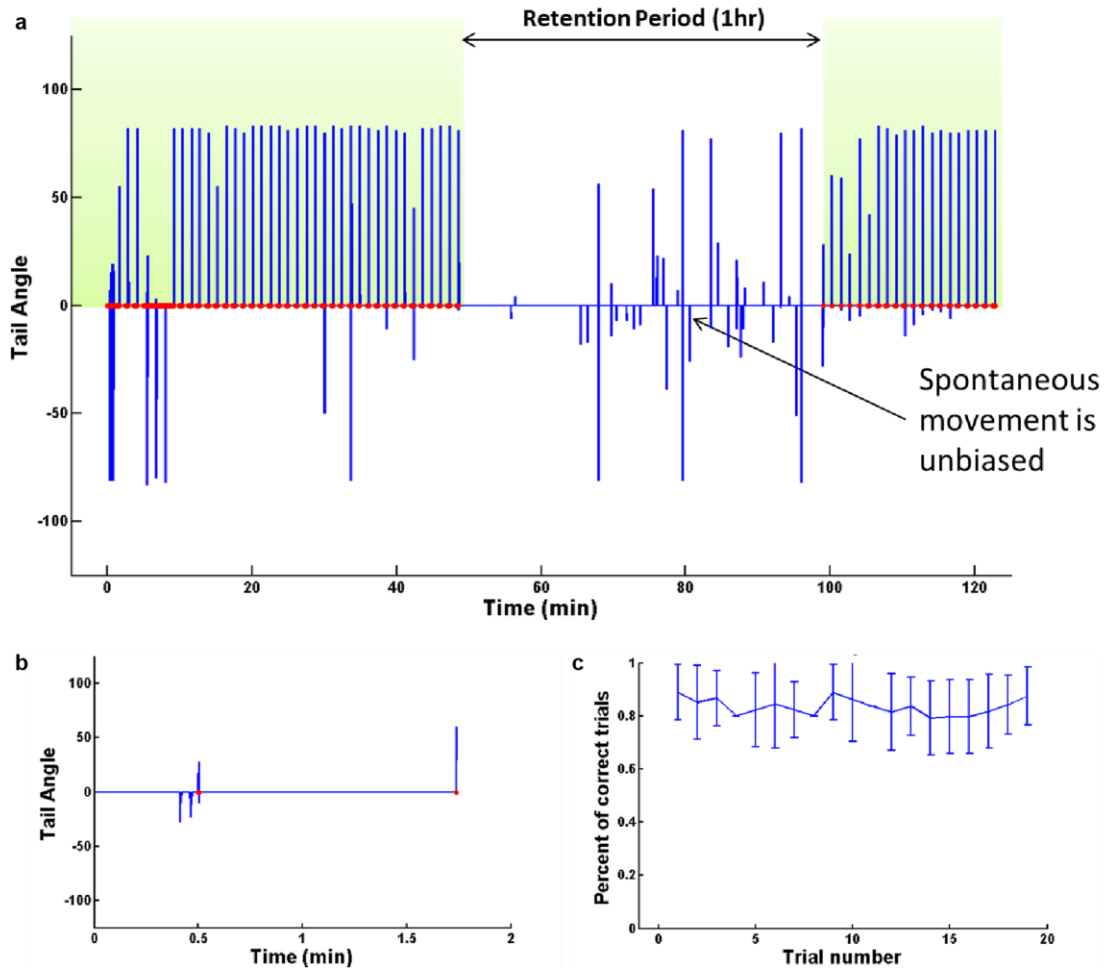 a
Retention Period (1hr)
100
50
0
-50
-100
Tail Angle
Spontaneous
movement is
unbiased
0 20 40 60 80 100 120
Time (min)
b
100
50
0
-50
-100
Tail Angle
0 0.5 1 1.5 2
Time (min)
c
1
0.8
0.6
0.4
0.2
0
Percent of correct trials
0 5 10 15 20
Trial number